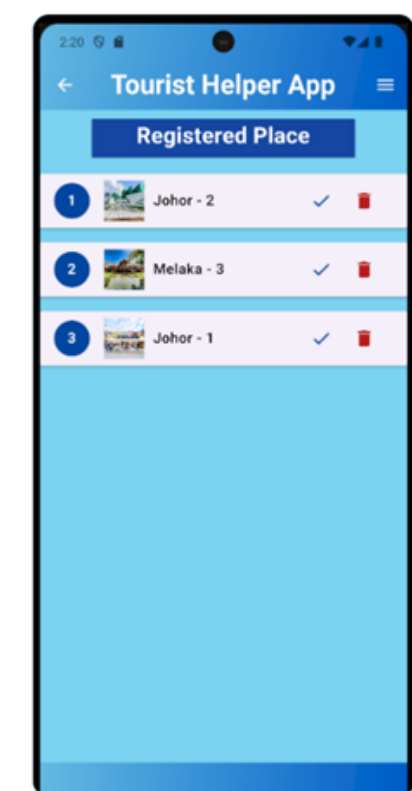 2:20
Tourist Helper App
Registered Place
1 Johor - 2
2 Melaka - 3
3 Johor - 1